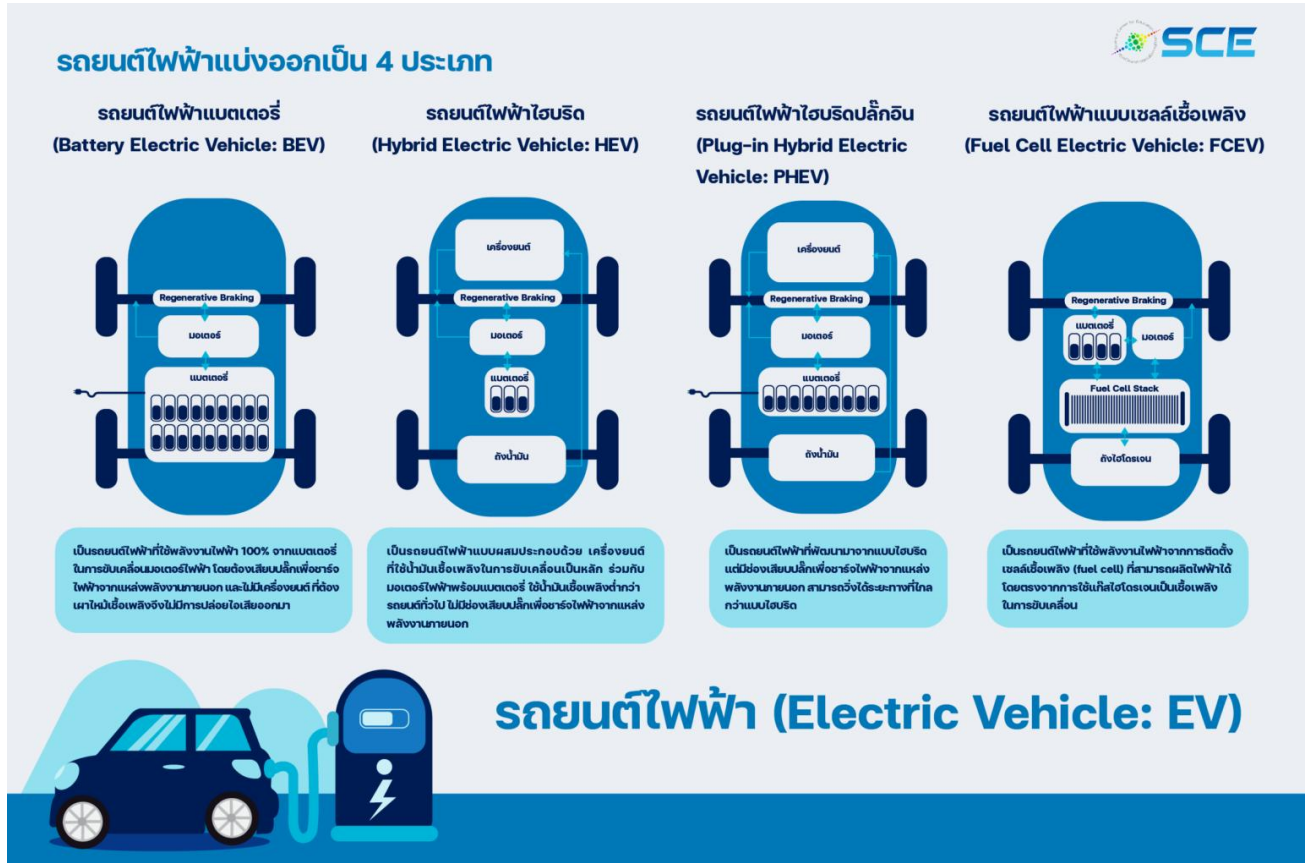 SCE
รถยนต์ไฟฟ้าแบ่งออกเป็น 4 ประเภท
รถยนต์ไฟฟ้าแบตเตอรี่
(Battery Electric Vehicle: BEV)
Regenerative Braking
มอเตอร์
แบตเตอรี่
เป็นรถยนต์ไฟฟ้าที่ใช้พลังงานไฟฟ้า 100% จากแบตเตอรี่
ในการขับเคลื่อนมอเตอร์ไฟฟ้า โดยต้องเสียบปลั๊กเพื่อชาร์จ
ไฟฟ้าจากแหล่งพลังงานภายนอก และไม่มีเครื่องยนต์ ที่ต้อง
เผาไหม้เชื้อเพลิงจึงไม่มีการปล่อยไอเสียออกมา
รถยนต์ไฟฟ้าไฮบริด
(Hybrid Electric Vehicle: HEV)
เครื่องยนต์
Regenerative Braking
มอเตอร์
แบตเตอรี่
ถังน้ำมัน
เป็นรถยนต์ไฟฟ้าแบบผสมประกอบด้วย เครื่องยนต์
ที่ใช้น้ำมันเชื้อเพลิงในการขับเคลื่อนเป็นหลัก ร่วมกับ
มอเตอร์ไฟฟ้าพร้อมแบตเตอรี่ ใช้น้ำมันเชื้อเพลิงต่ำกว่า
รถยนต์ทั่วไป ไม่มีช่องเสียบปลั๊กเพื่อชาร์จไฟฟ้าจากแหล่ง
พลังงานภายนอก
รถยนต์ไฟฟ้าไฮบริดปลั๊กอิน
(Plug-in Hybrid Electric
Vehicle: PHEV)
เครื่องยนต์
Regenerative Braking
มอเตอร์
แบตเตอรี่
ถังน้ำมัน
เป็นรถยนต์ไฟฟ้าที่พัฒนามาจากแบบไฮบริด
แต่มีช่องเสียบปลั๊กเพื่อชาร์จไฟฟ้าจากแหล่ง
พลังงานภายนอก สามารถวิ่งได้ระยะทางที่ไกล
กว่าแบบไฮบริด
รถยนต์ไฟฟ้าแบบเซลล์เชื้อเพลิง
(Fuel Cell Electric Vehicle: FCEV)
Regenerative Braking
แบตเตอรี่
มอเตอร์
Fuel Cell Stack
ถังไฮโดรเจน
เป็นรถยนต์ไฟฟ้าที่ใช้พลังงานไฟฟ้าจากการติดตั้ง
เซลล์เชื้อเพลิง (fuel cell) ที่สามารถผลิตไฟฟ้าได้
โดยตรงจากการใช้แก๊สไฮโดรเจนเป็นเชื้อเพลิง
ในการขับเคลื่อน
รถยนต์ไฟฟ้า (Electric Vehicle: EV)